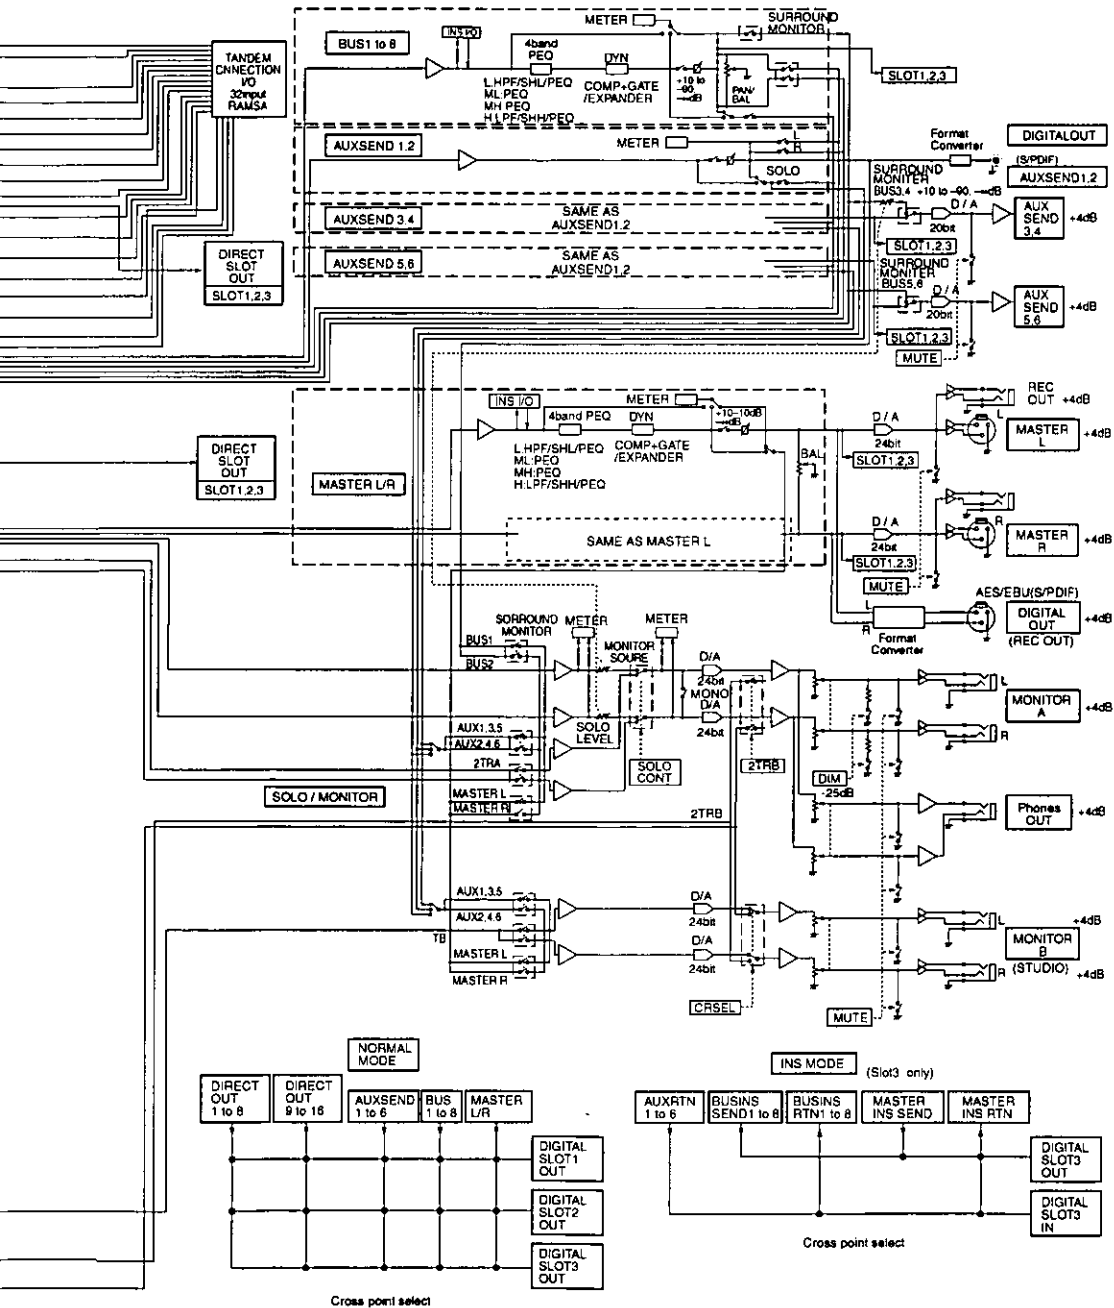 METER
SURROUND
MONITOR
INS I/O
BUS1 to 8
4band
PEQ
DYN
TANDEM
CNNECTION
I/O
32input
RAMSA
L:HPF/SHL/PEQ
ML:PEQ
MH PEQ
H:LPF/SHH/PEQ
COMP+GATE
/EXPANDER
+10 to
-90,
-∞dB
PAN/
BAL
SLOT1,2,3
AUXSEND 1,2
METER
L
R
SOLO
Format
Converter
DIGITALOUT
(S/PDIF)
AUXSEND1,2
SURROUND
MONITER
BUS3,4 +10 to -90, -∞dB
D/A
20bit
AUX
SEND
3,4
+4dB
AUXSEND 3,4
SAME AS
AUXSEND1,2
SLOT1,2,3
AUXSEND 5,6
SAME AS
AUXSEND1,2
SURROUND
MONITER
BUS5,6
D/A
20bit
AUX
SEND
5,6
+4dB
DIRECT
SLOT
OUT
SLOT1,2,3
SLOT1,2,3
MUTE
INS I/O
METER
4band PEQ
DYN
+10-10dB
-∞dB
REC
OUT
+4dB
L
D/A
24bit
MASTER
L
+4dB
DIRECT
SLOT
OUT
SLOT1,2,3
L:HPF/SHL/PEQ
ML:PEQ
MH:PEQ
H:LPF/SHH/PEQ
COMP+GATE
/EXPANDER
BAL
SLOT1,2,3
MASTER L/R
SAME AS MASTER L
D/A
24bit
R
MASTER
R
+4dB
SLOT1,2,3
MUTE
AES/EBU(S/PDIF)
L
R
Format
Converter
DIGITAL
OUT
(REC OUT)
+4dB
SORROUND
MONITOR
METER
METER
BUS1
BUS2
MONITOR
SOURE
D/A
24bit
MONO
D/A
24bit
L
MONITOR
A
+4dB
R
SOLO
LEVEL
AUX1,3,5
AUX2,4,6
2TRA
SOLO
CONT
2TRB
DIM
-25dB
SOLO / MONITOR
MASTER L
MASTER R
2TRB
Phones
OUT
+4dB
AUX1,3,5
AUX2,4,6
TB
MASTER L
MASTER R
D/A
24bit
D/A
24bit
L
+4dB
MONITOR
B
(STUDIO)
R
+4dB
CRSEL
MUTE
NORMAL
MODE
DIRECT
OUT
1 to 8
DIRECT
OUT
9 to 16
AUXSEND
1 to 6
BUS
1 to 8
MASTER
L/R
DIGITAL
SLOT1
OUT
DIGITAL
SLOT2
OUT
DIGITAL
SLOT3
OUT
Cross point select
INS MODE
(Slot3 only)
AUXRTN
1 to 6
BUSINS
SEND1 to 8
BUSINS
RTN1 to 8
MASTER
INS SEND
MASTER
INS RTN
DIGITAL
SLOT3
OUT
DIGITAL
SLOT3
IN
Cross point select